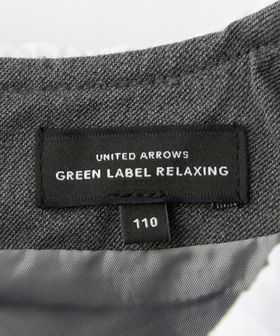 UNITED ARROWS
GREEN LABEL RELAXING
110